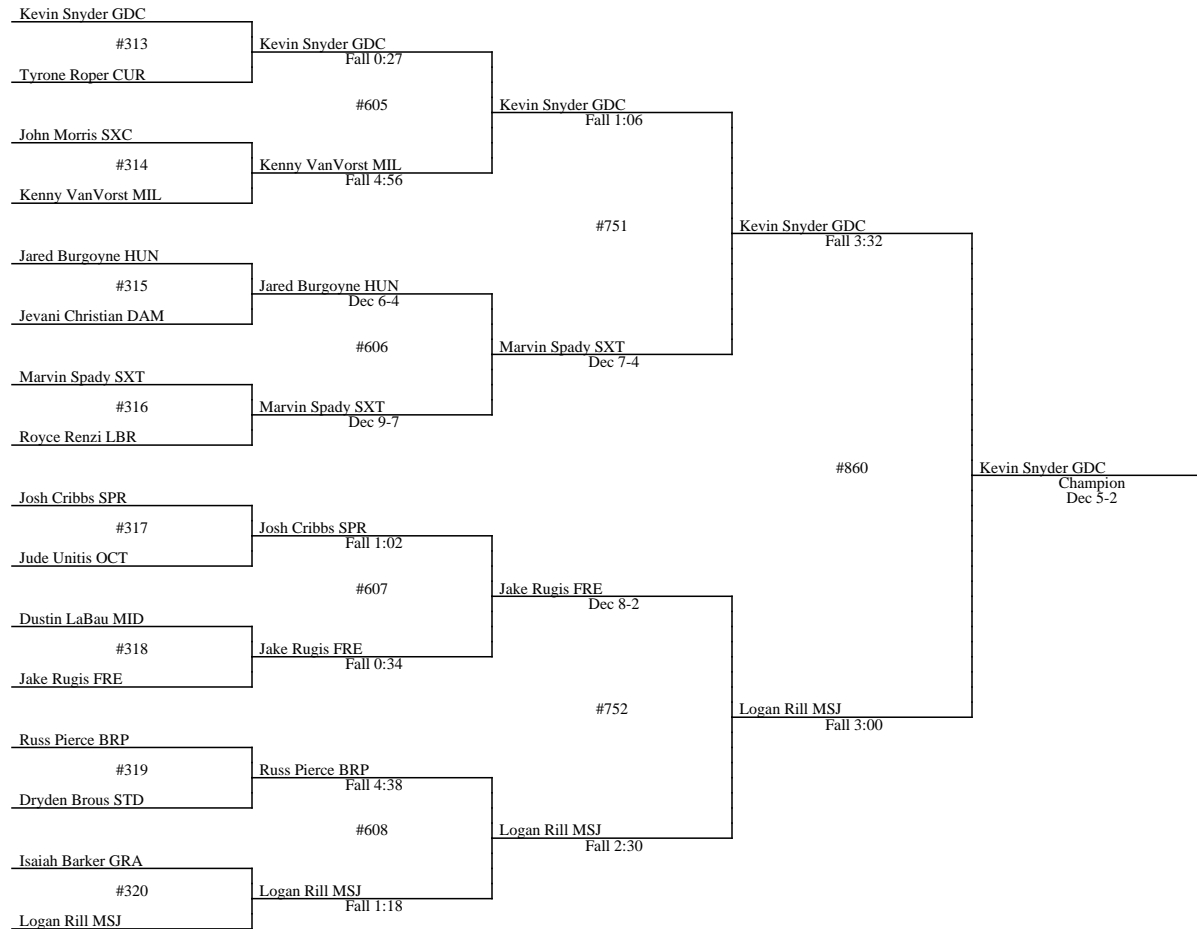 Kevin Snyder GDC
#313
Tyrone Roper CUR
John Morris SXC
#314
Kenny VanVorst MIL
Jared Burgoyne HUN
#315
Jevani Christian DAM
Marvin Spady SXT
#316
Royce Renzi LBR
Josh Cribbs SPR
#317
Jude Unitis OCT
Dustin LaBau MID
#318
Jake Rugis FRE
Russ Pierce BRP
#319
Dryden Brous STD
Isaiah Barker GRA
#320
Logan Rill MSJ
Kevin Snyder GDC
Fall 0:27
#605
Kenny VanVorst MIL
Fall 4:56
Jared Burgoyne HUN
Dec 6-4
#606
Marvin Spady SXT
Dec 9-7
Josh Cribbs SPR
Fall 1:02
#607
Jake Rugis FRE
Fall 0:34
Russ Pierce BRP
Fall 4:38
#608
Logan Rill MSJ
Fall 1:18
Kevin Snyder GDC
Fall 1:06
#751
Marvin Spady SXT
Dec 7-4
Jake Rugis FRE
Dec 8-2
#752
Logan Rill MSJ
Fall 2:30
Kevin Snyder GDC
Fall 3:32
#860
Logan Rill MSJ
Fall 3:00
Kevin Snyder GDC
Champion
Dec 5-2